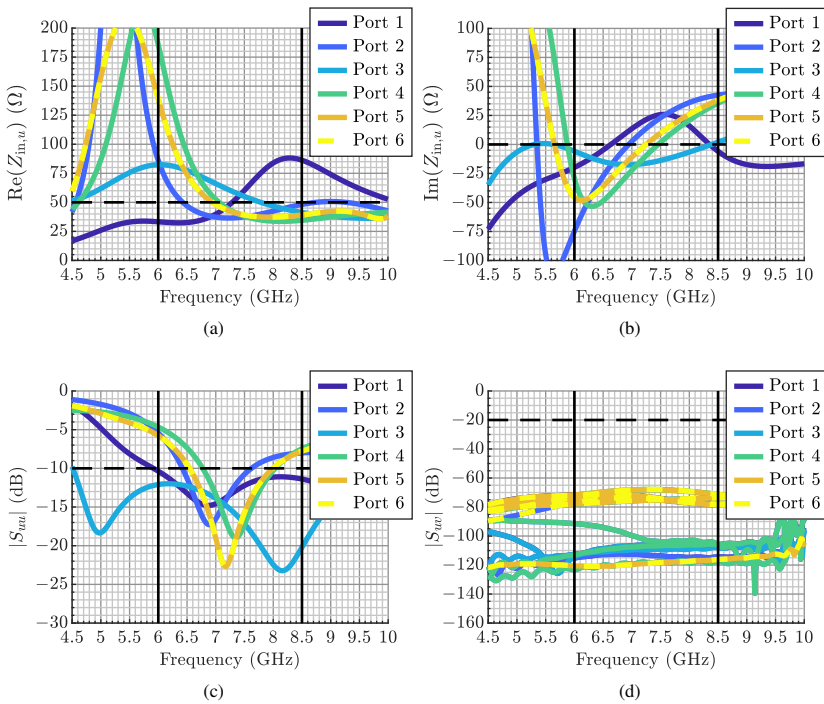 200
175
150
125
100
75
50
25
0
Re(Z_in,u) (Ω)
4.5 5 5.5 6 6.5 7 7.5 8 8.5 9 9.5 10
Frequency (GHz)
Port 1
Port 2
Port 3
Port 4
Port 5
Port 6
(a)
100
75
50
25
0
−25
−50
−75
−100
Im(Z_in,u) (Ω)
4.5 5 5.5 6 6.5 7 7.5 8 8.5 9 9.5 10
Frequency (GHz)
Port 1
Port 2
Port 3
Port 4
Port 5
Port 6
(b)
0
−5
−10
−15
−20
−25
−30
|S_uu| (dB)
4.5 5 5.5 6 6.5 7 7.5 8 8.5 9 9.5 10
Frequency (GHz)
Port 1
Port 2
Port 3
Port 4
Port 5
Port 6
(c)
0
−20
−40
−60
−80
−100
−120
−140
−160
|S_uv| (dB)
4.5 5 5.5 6 6.5 7 7.5 8 8.5 9 9.5 10
Frequency (GHz)
Port 1
Port 2
Port 3
Port 4
Port 5
Port 6
(d)